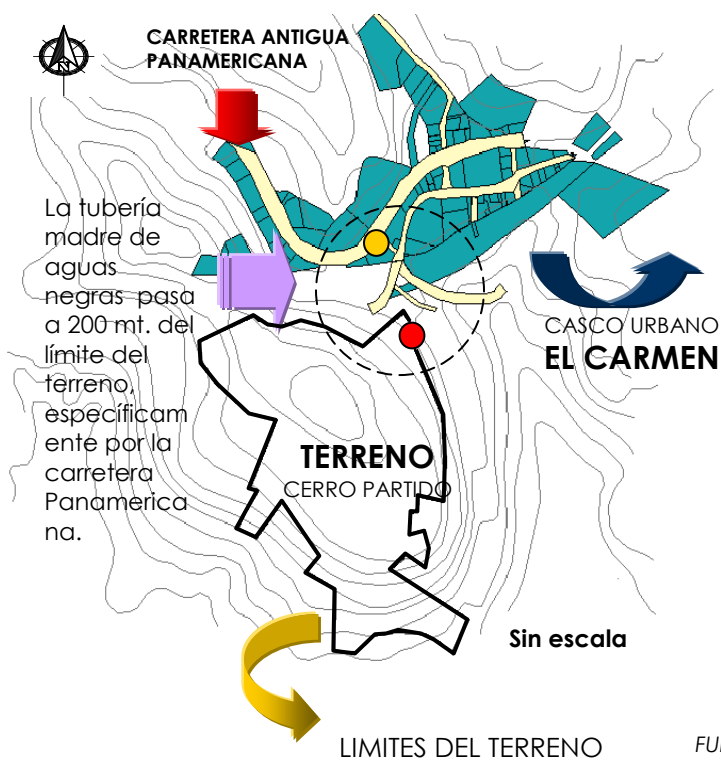 CARRETERA ANTIGUA
PANAMERICANA
N
La tubería
madre de
aguas
negras pasa
a 200 mt. del
límite del
terreno,
específicam
ente por la
carretera
Panamerica
na.
CASCO URBANO
EL CARMEN
TERRENO
CERRO PARTIDO
Sin escala
LIMITES DEL TERRENO